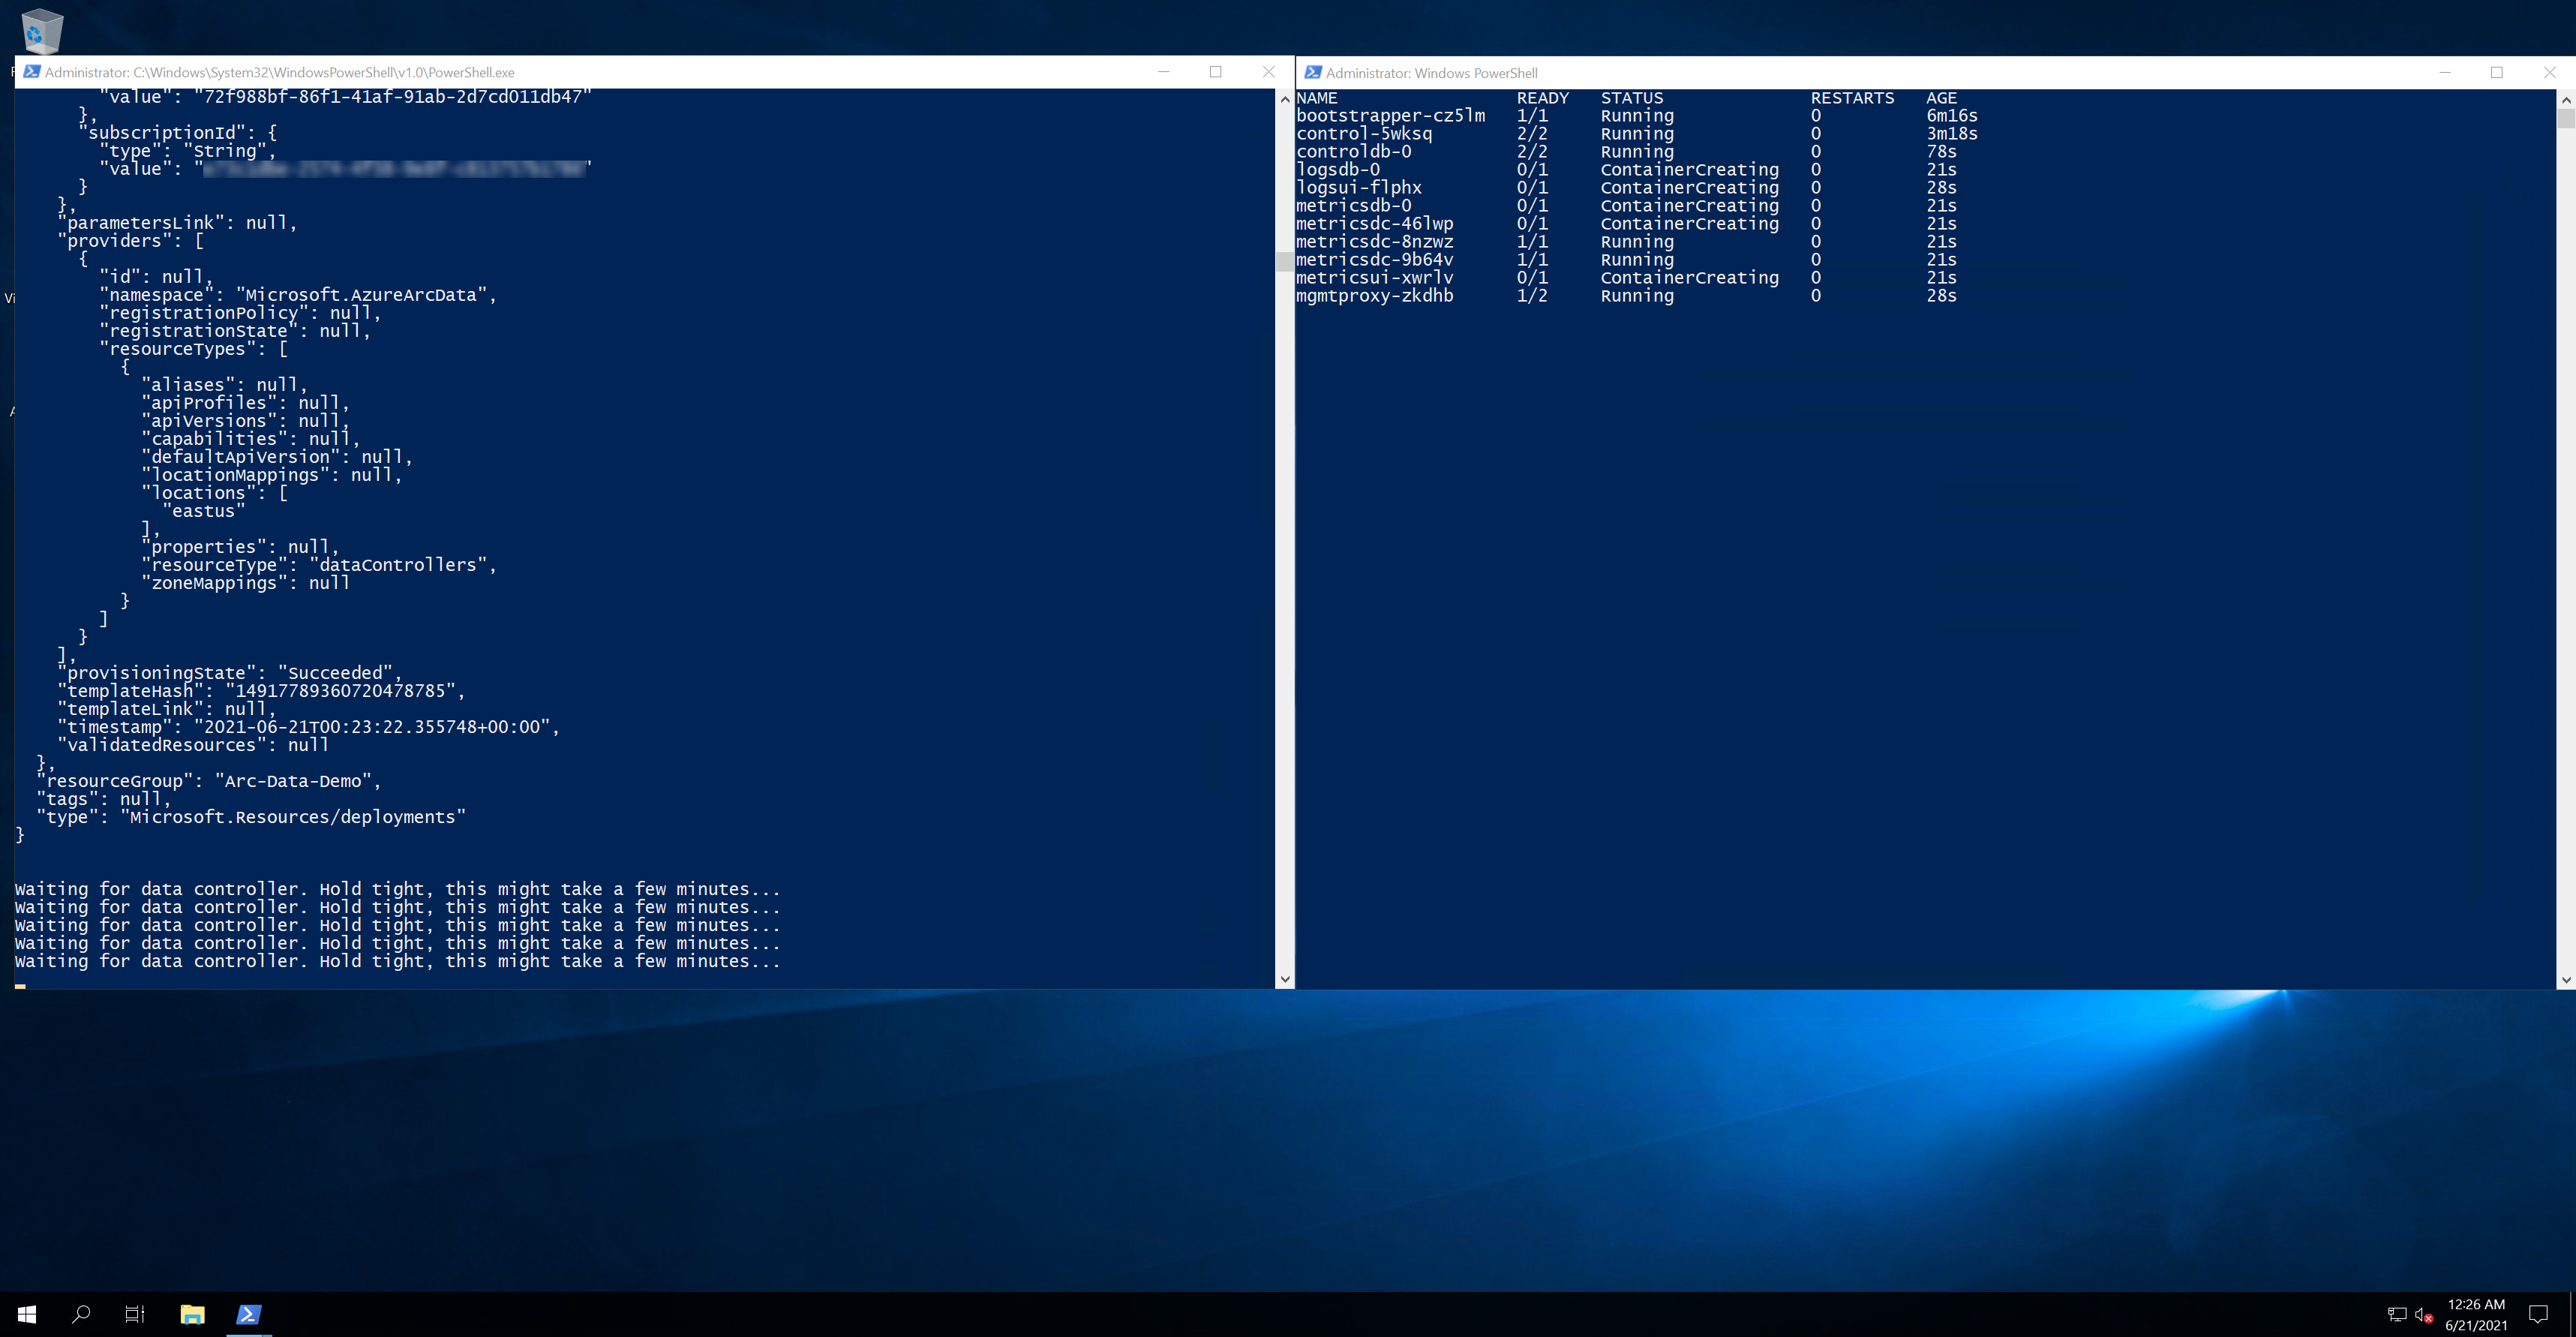 Administrator: C:\Windows\System32\WindowsPowerShell\v1.0\PowerShell.exe
        "value": "72f988bf-86f1-41af-91ab-2d7cd011db47"
      },
      "subscriptionId": {
        "type": "String",
        "value": "
      }
    },
    "parametersLink": null,
    "providers": [
      {
        "id": null,
        "namespace": "Microsoft.AzureArcData",
        "registrationPolicy": null,
        "registrationState": null,
        "resourceTypes": [
          {
            "aliases": null,
            "apiProfiles": null,
            "apiVersions": null,
            "capabilities": null,
            "defaultApiVersion": null,
            "locationMappings": null,
            "locations": [
              "eastus"
            ],
            "properties": null,
            "resourceType": "dataControllers",
            "zoneMappings": null
          }
        ]
      }
    ],
    "provisioningState": "Succeeded",
    "templateHash": "14917789360720478785",
    "templateLink": null,
    "timestamp": "2021-06-21T00:23:22.355748+00:00",
    "validatedResources": null
  },
  "resourceGroup": "Arc-Data-Demo",
  "tags": null,
  "type": "Microsoft.Resources/deployments"
}
Waiting for data controller. Hold tight, this might take a few minutes...
Waiting for data controller. Hold tight, this might take a few minutes...
Waiting for data controller. Hold tight, this might take a few minutes...
Waiting for data controller. Hold tight, this might take a few minutes...
Waiting for data controller. Hold tight, this might take a few minutes...
Administrator: Windows PowerShell
NAME READY STATUS RESTARTS AGE
bootstrapper-cz5lm 1/1 Running 0 6m16s
control-5wksq 2/2 Running 0 3m18s
controldb-0 2/2 Running 0 78s
logsdb-0 0/1 ContainerCreating 0 21s
logsui-flphx 0/1 ContainerCreating 0 28s
metricsdb-0 0/1 ContainerCreating 0 21s
metricsdc-46lwp 0/1 ContainerCreating 0 21s
metricsdc-8nzwz 1/1 Running 0 21s
metricsdc-9b64v 1/1 Running 0 21s
metricsui-xwrlv 0/1 ContainerCreating 0 21s
mgmtproxy-zkdhb 1/2 Running 0 28s
12:26 AM
6/21/2021